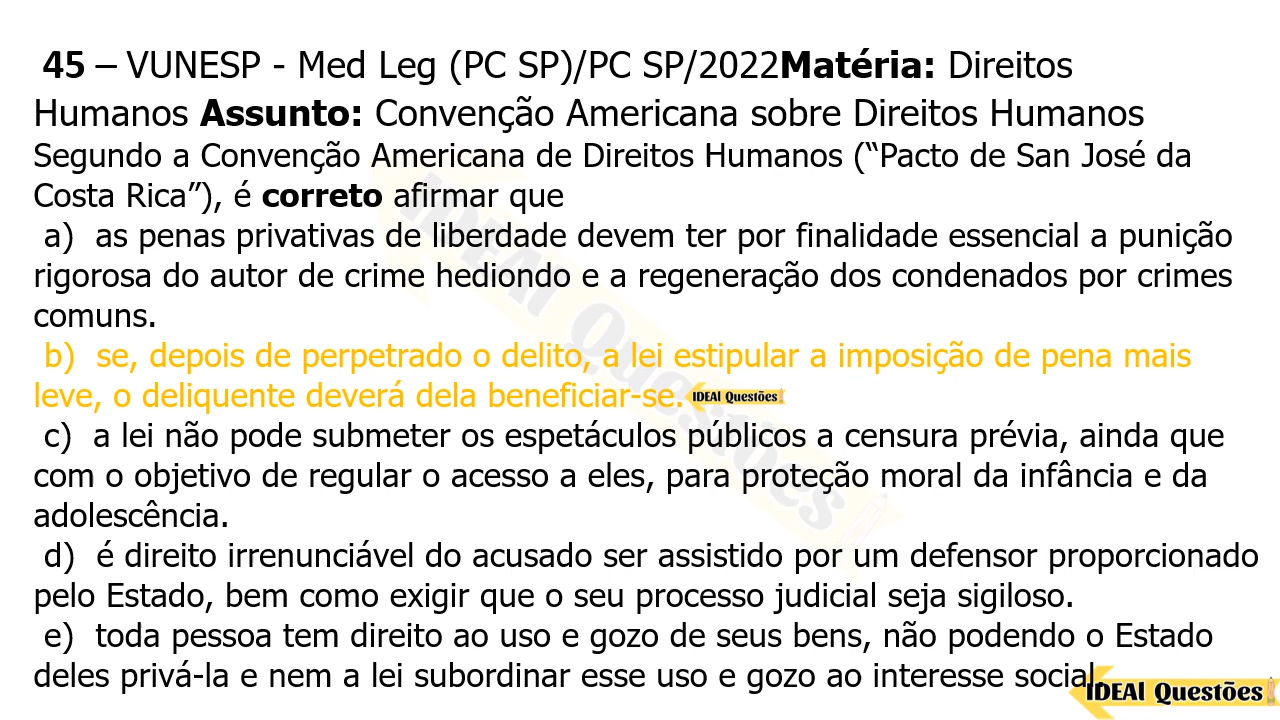 45 – VUNESP - Med Leg (PC SP)/PC SP/2022Matéria: Direitos
Humanos Assunto: Convenção Americana sobre Direitos Humanos
Segundo a Convenção Americana de Direitos Humanos (“Pacto de San José da
Costa Rica”), é correto afirmar que
a) as penas privativas de liberdade devem ter por finalidade essencial a punição
rigorosa do autor de crime hediondo e a regeneração dos condenados por crimes
comuns.
b) se, depois de perpetrado o delito, a lei estipular a imposição de pena mais
leve, o deliquente deverá dela beneficiar-se. IDEAl Questões
c) a lei não pode submeter os espetáculos públicos a censura prévia, ainda que
com o objetivo de regular o acesso a eles, para proteção moral da infância e da
adolescência.
d) é direito irrenunciável do acusado ser assistido por um defensor proporcionado
pelo Estado, bem como exigir que o seu processo judicial seja sigiloso.
e) toda pessoa tem direito ao uso e gozo de seus bens, não podendo o Estado
deles privá-la e nem a lei subordinar esse uso e gozo ao interesse social
IDEAl Questões
IDEAl Questões